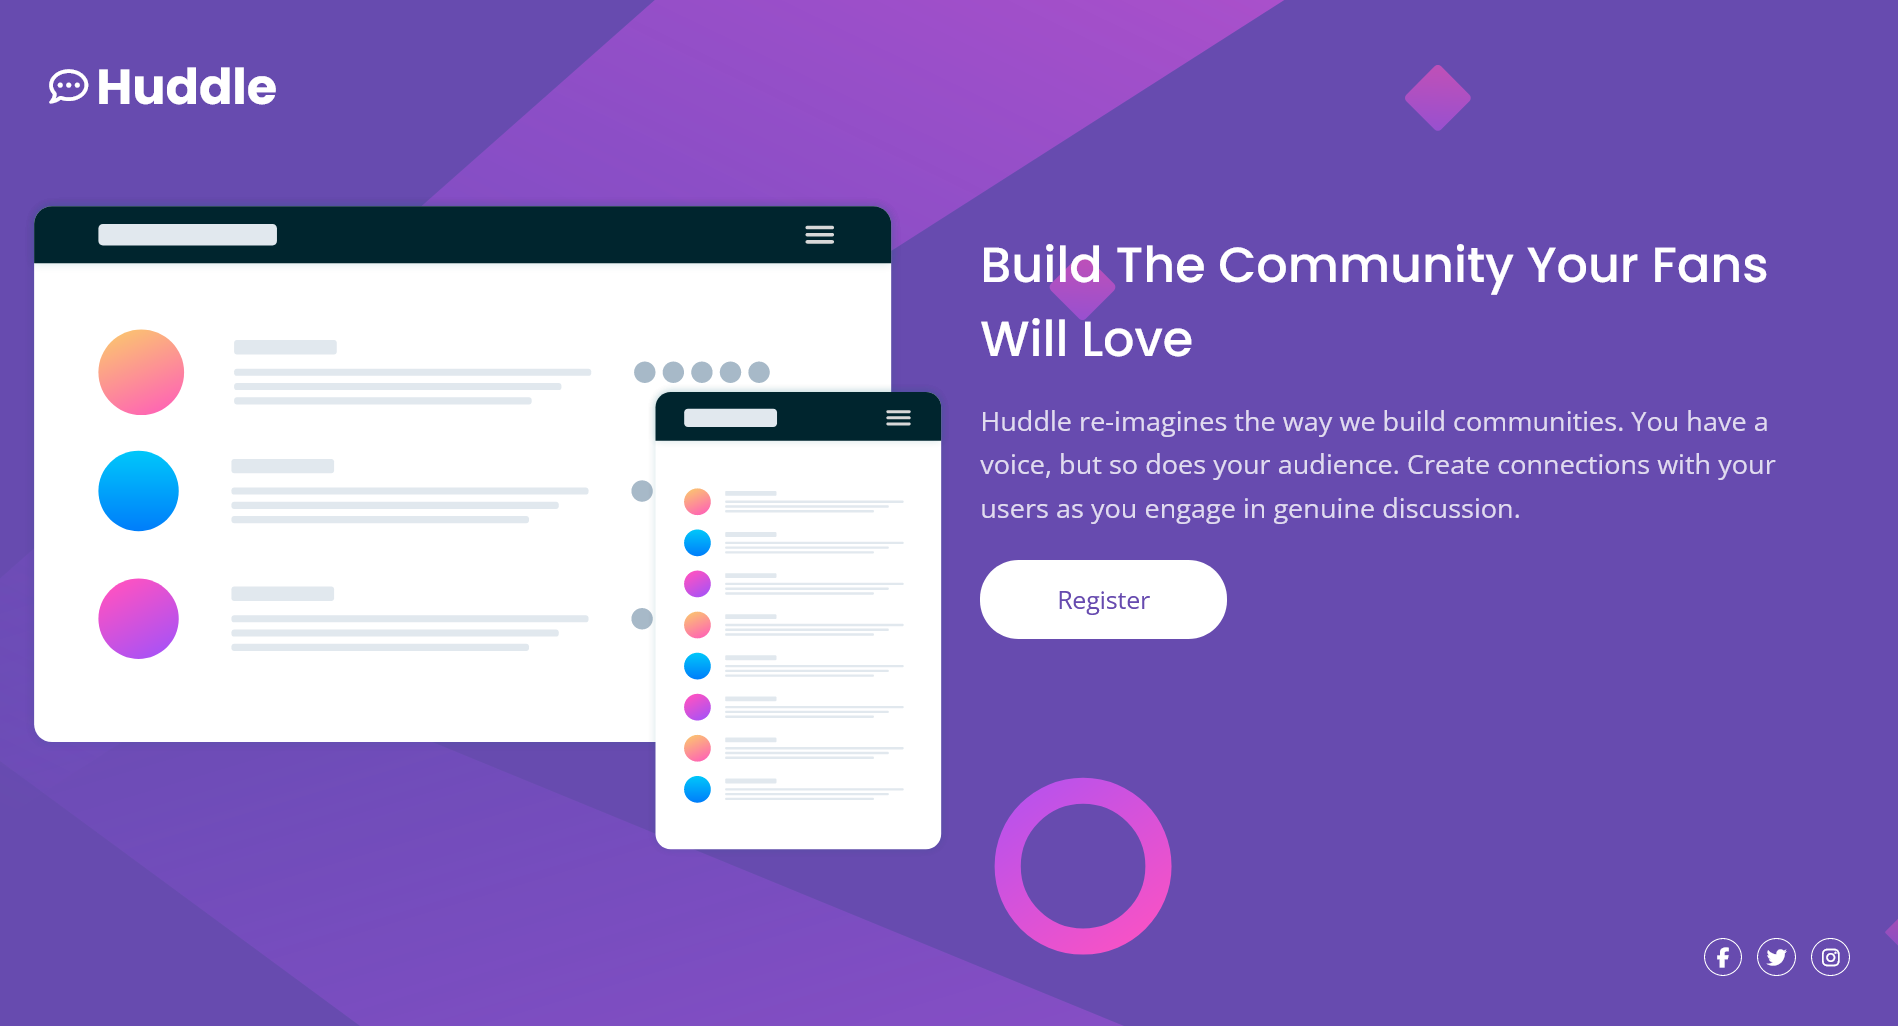 Huddle
Build The Community Your Fans
Will Love
Huddle re-imagines the way we build communities. You have a
voice, but so does your audience. Create connections with your
users as you engage in genuine discussion.
Register